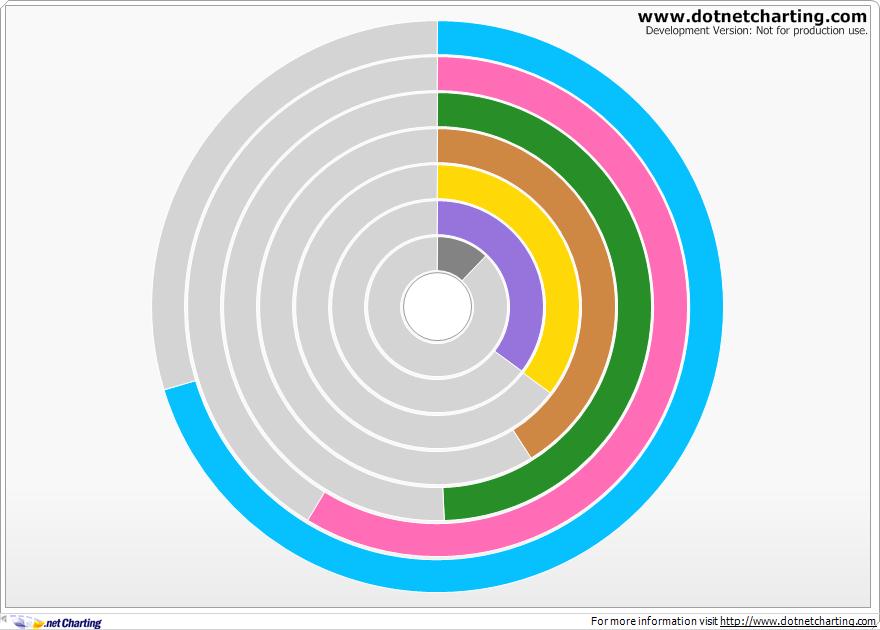 www.dotnetcharting.com
Development Version: Not for production use.
.net Charting
For more information visit http://www.dotnetcharting.com